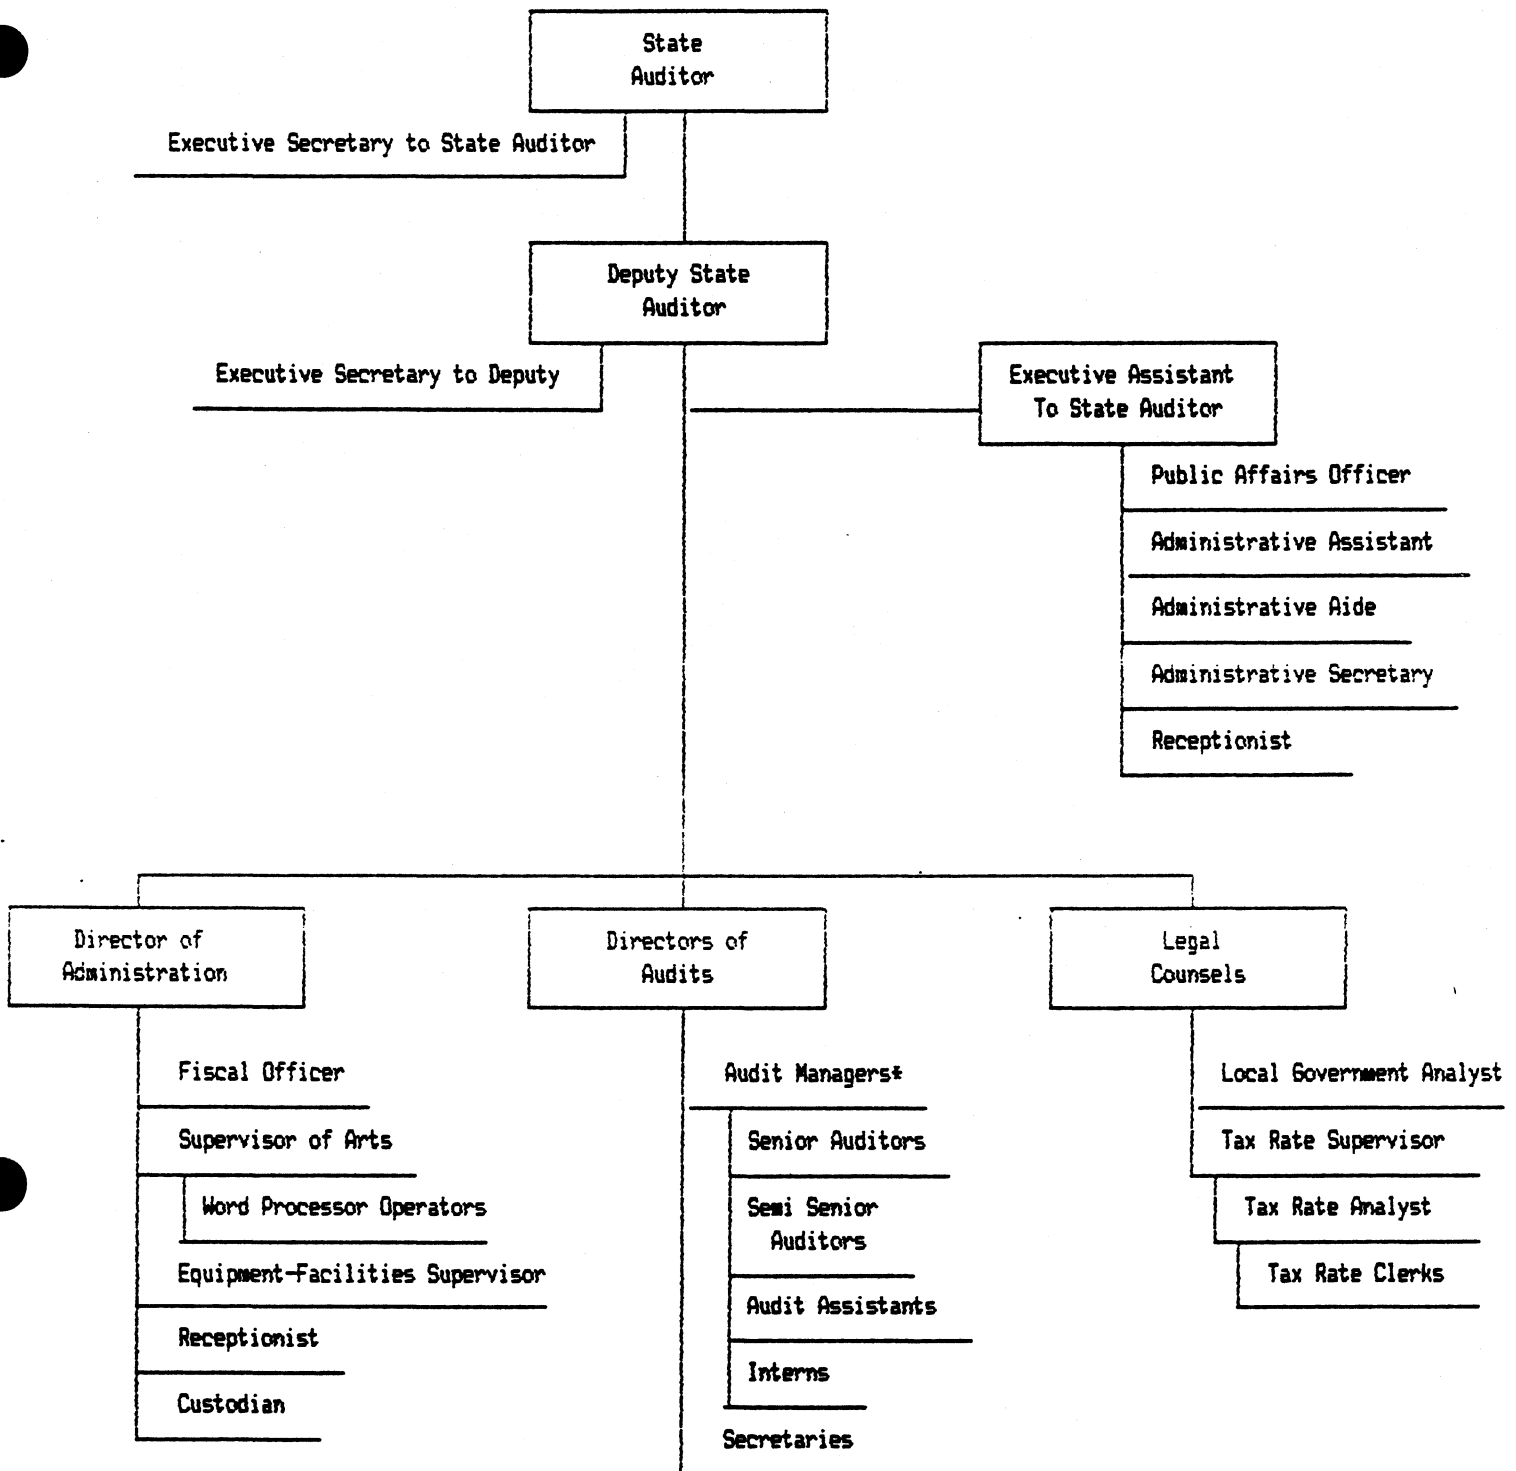 State
Auditor
Executive Secretary to State Auditor
Deputy State
Auditor
Executive Secretary to Deputy
Executive Assistant
To State Auditor
Public Affairs Officer
Administrative Assistant
Administrative Aide
Administrative Secretary
Receptionist
Director of
Administration
Fiscal Officer
Supervisor of Arts
Word Processor Operators
Equipment-Facilities Supervisor
Receptionist
Custodian
Directors of
Audits
Audit Managers*
Senior Auditors
Semi Senior
Auditors
Audit Assistants
Interns
Secretaries
Legal
Counsels
Local Government Analyst
Tax Rate Supervisor
Tax Rate Analyst
Tax Rate Clerks